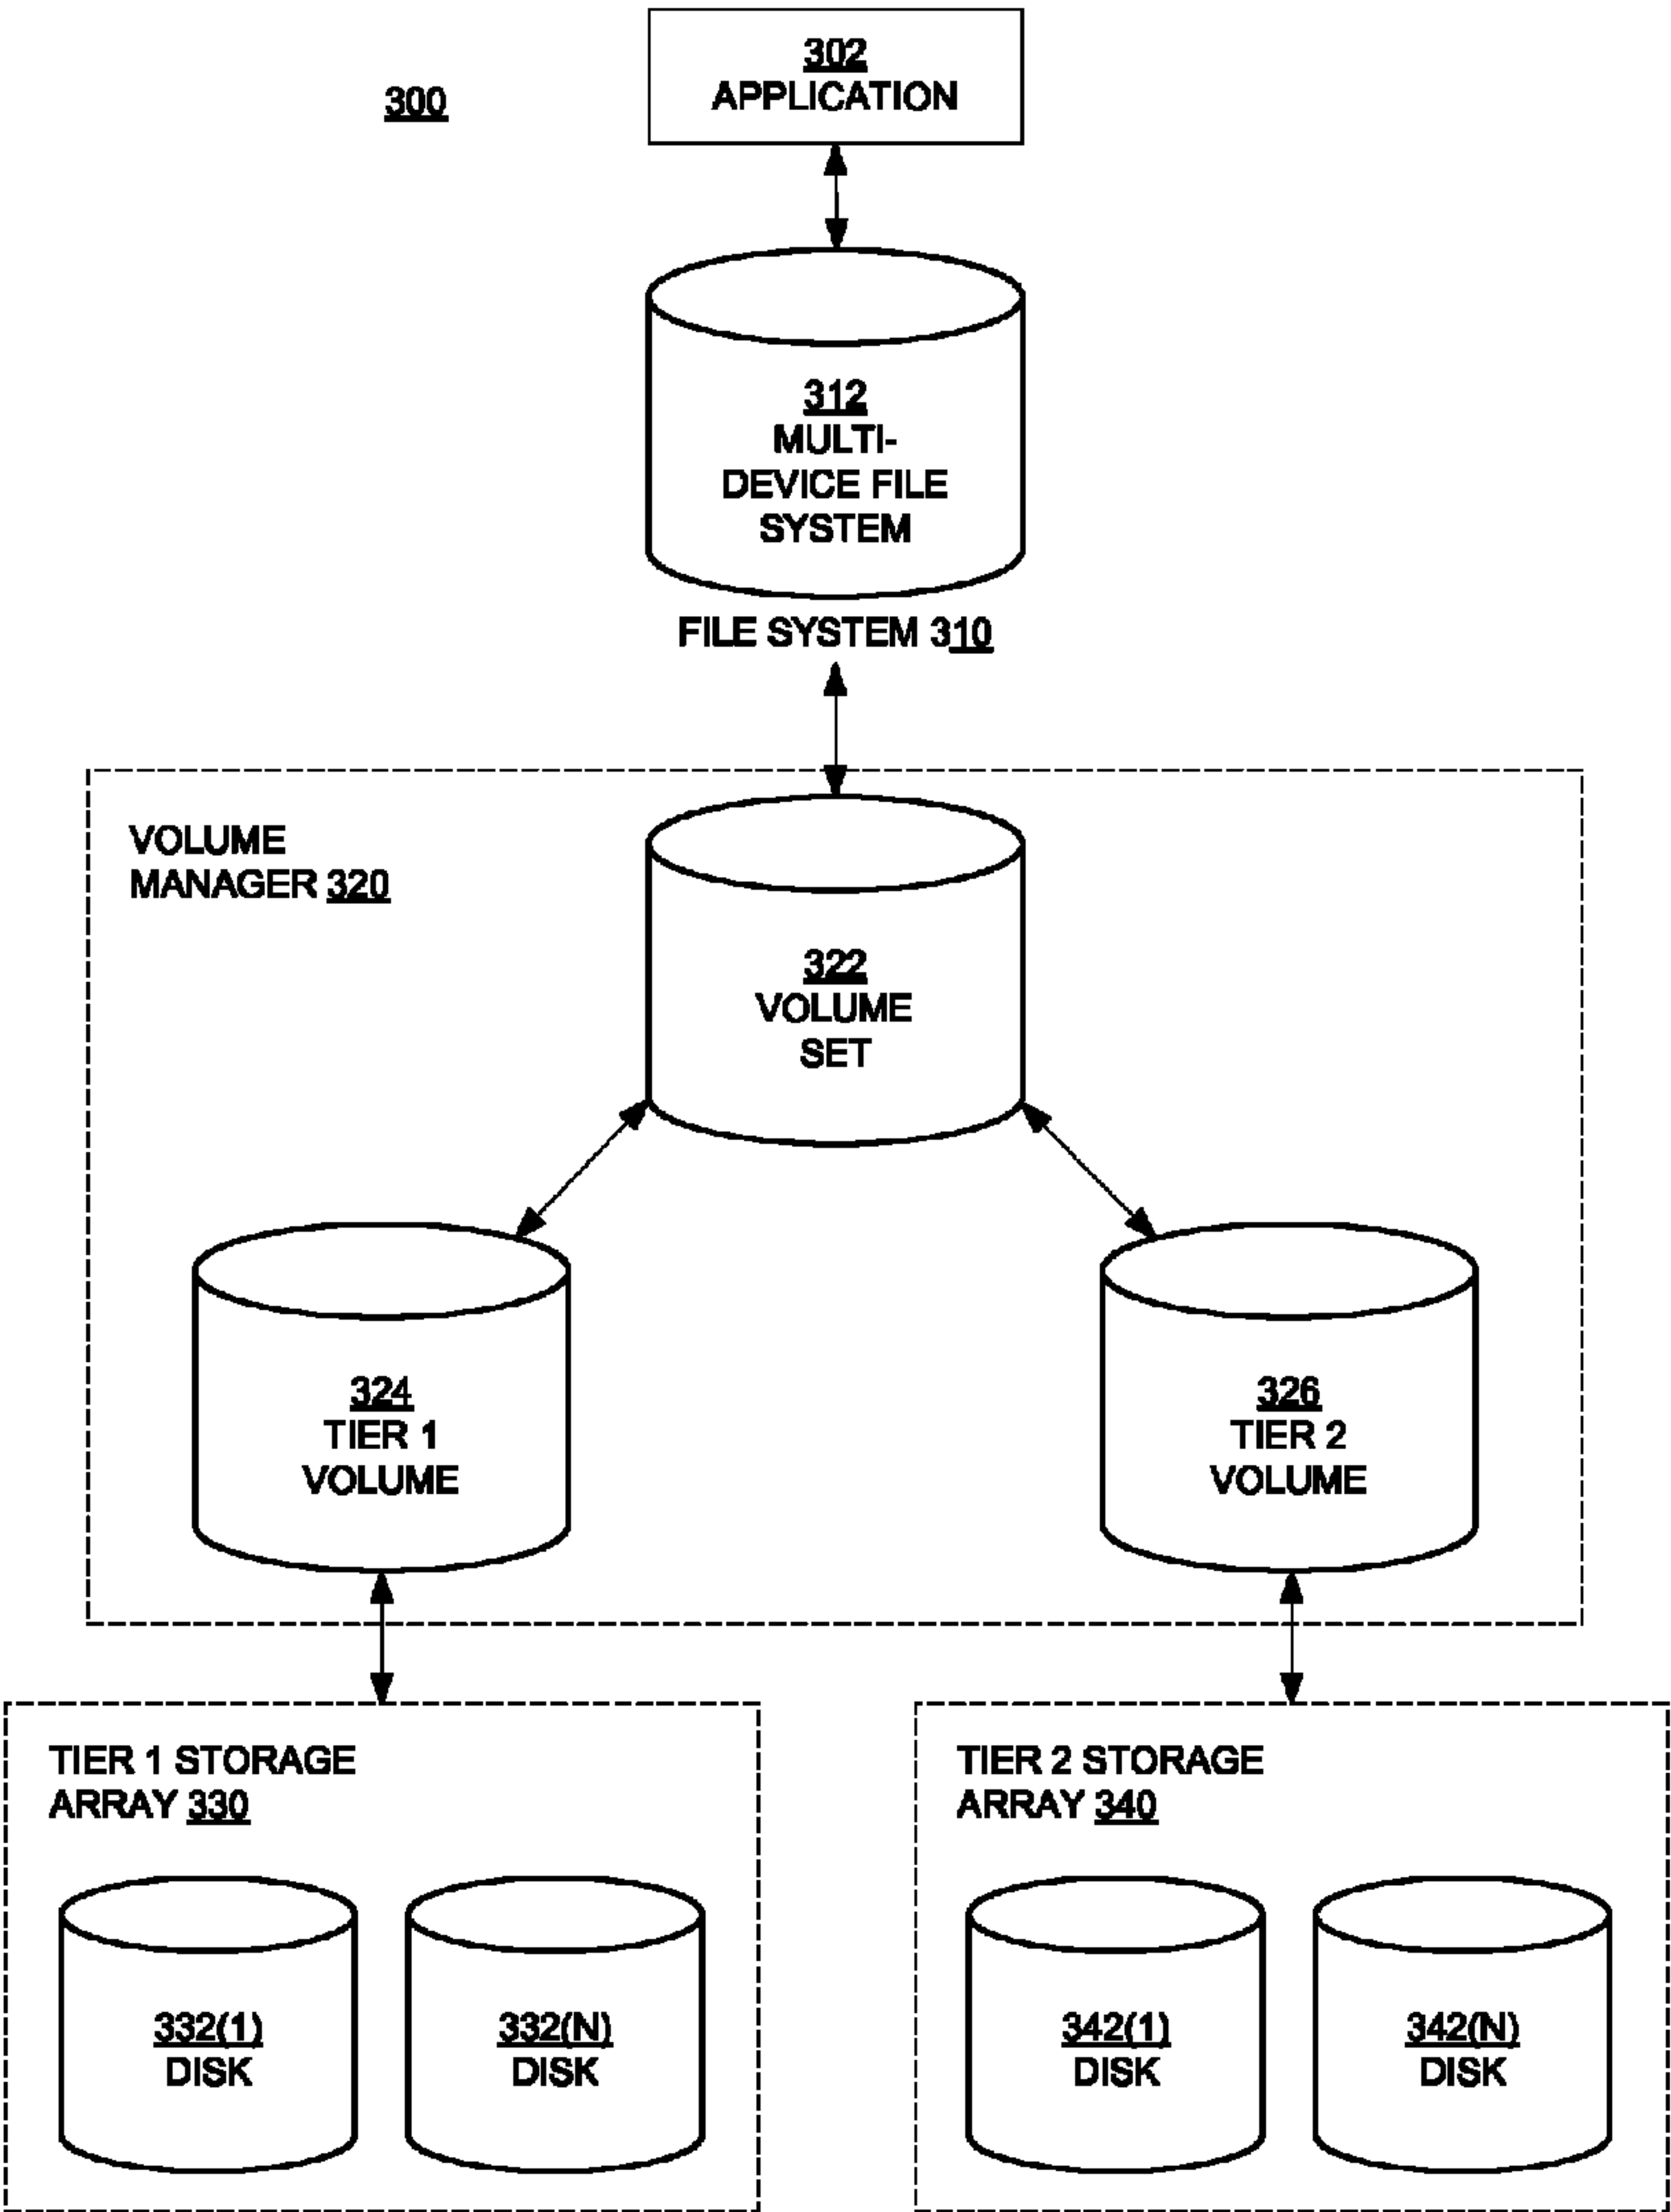 300
302
APPLICATION
312
MULTI-
DEVICE FILE
SYSTEM
FILE SYSTEM 310
VOLUME
MANAGER 320
322
VOLUME
SET
324
TIER 1
VOLUME
326
TIER 2
VOLUME
TIER 1 STORAGE
ARRAY 330
332(1)
DISK
332(N)
DISK
TIER 2 STORAGE
ARRAY 340
342(1)
DISK
342(N)
DISK